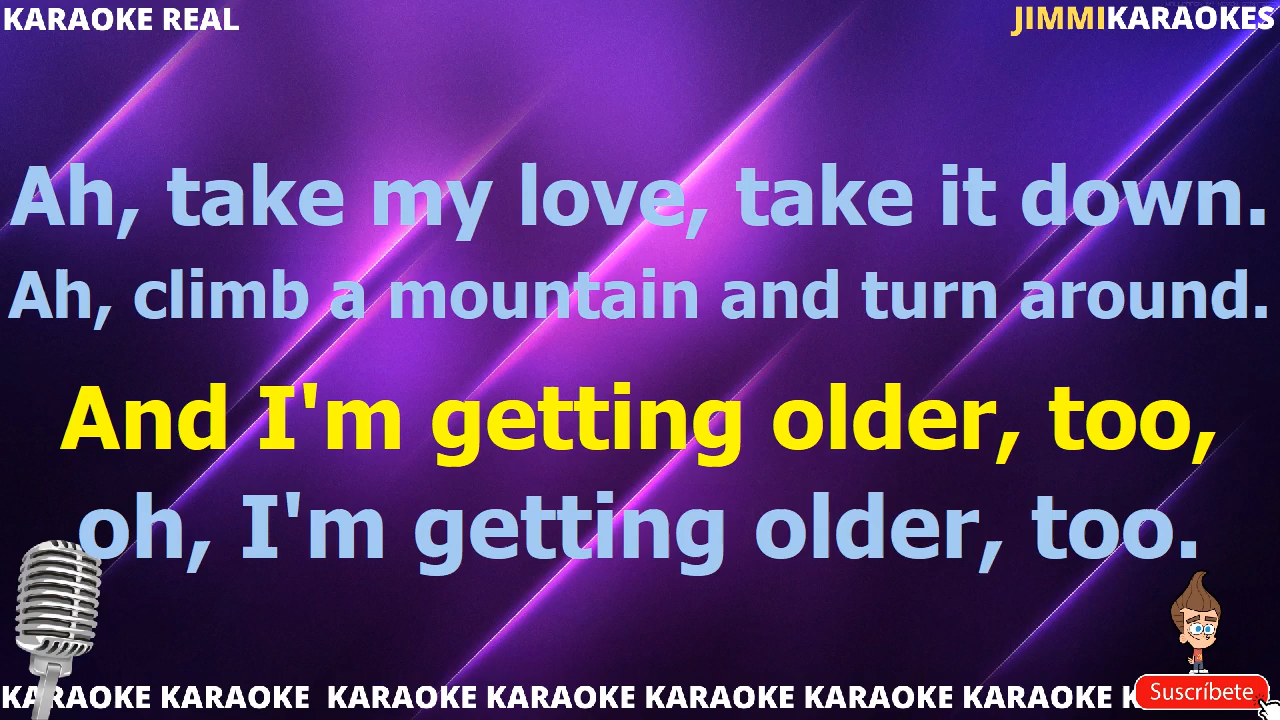 KARAOKE REAL
JIMMIKARAOKES
Ah, take my love, take it down.
Ah, climb a mountain and turn around.
And I'm getting older, too,
oh, I'm getting older, too.
KARAOKE KARAOKE KARAOKE KARAOKE KARAOKE KARAOKE KARAOKE K
Suscríbete